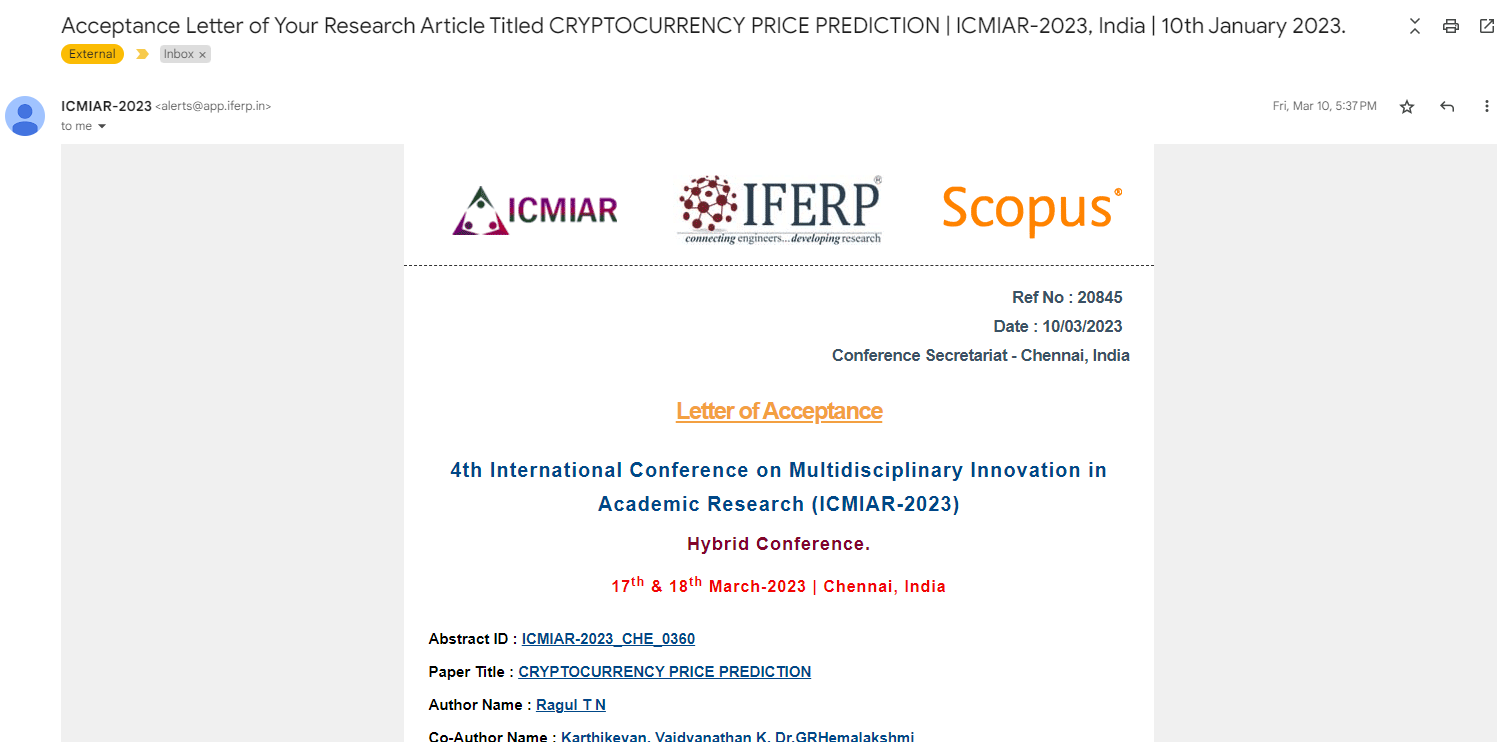 Acceptance Letter of Your Research Article Titled CRYPTOCURRENCY PRICE PREDICTION | ICMIAR-2023, India | 10th January 2023.
External Inbox ×
ICMIAR-2023 <alerts@app.iferp.in> Fri, Mar 10, 5:37 PM
to me
ICMIAR IFERP® Scopus®
connecting engineers...developing research
Ref No : 20845
Date : 10/03/2023
Conference Secretariat - Chennai, India
Letter of Acceptance
4th International Conference on Multidisciplinary Innovation in
Academic Research (ICMIAR-2023)
Hybrid Conference.
17th & 18th March-2023 | Chennai, India
Abstract ID : ICMIAR-2023_CHE_0360
Paper Title : CRYPTOCURRENCY PRICE PREDICTION
Author Name : Ragul T N
Co-Author Name : Karthikeyan, Vaidyanathan K, Dr.GRHemalakshmi